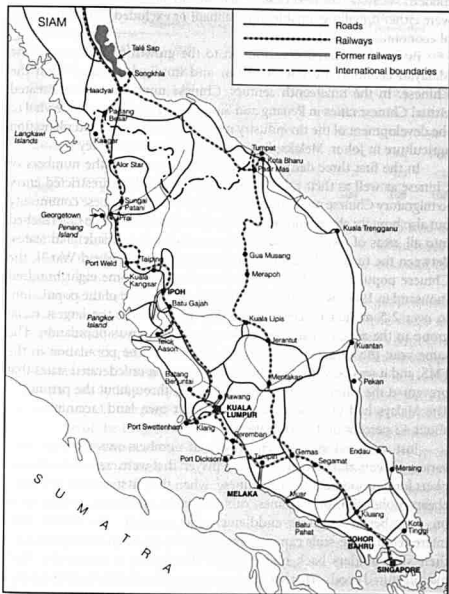 SIAM
Talé Sap
Songkhla
Haadyai
Roads
Railways
Former railways
International boundaries
Langkawi
Islands
Padang
Besar
Kangar
Alor Star
Tumpat
Kota Bharu
Pasir Mas
Sungai
Patani
Georgetown
Penang
Island
Prai
Kuala Trengganu
Gua Musang
Merapoh
Port Weld
Taiping
Kuala
Kangsar
IPOH
Batu Gajah
Pangkor
Island
Telok
Anson
Kuala Lipis
Jerantut
Kuantan
Mentakab
Pekan
Batang
Berjuntai
Rawang
KUALA
LUMPUR
Port Swettenham
Klang
Seremban
Port Dickson
Tampin
Gemas
Segamat
Endau
Mersing
MELAKA
Muar
Batu
Pahat
Kluang
Kota
Tinggi
JOHOR
BAHRU
SINGAPORE
SUMATRA